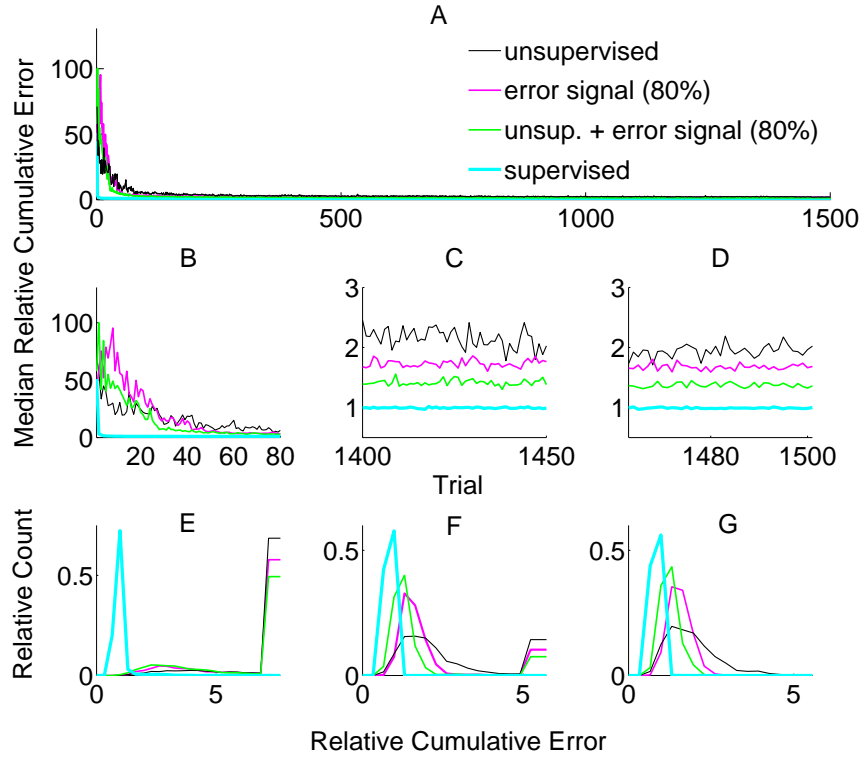 A
unsupervised
error signal (80%)
unsup. + error signal (80%)
supervised
100
50
0
0
500
1000
1500
Median Relative Cumulative Error
B
C
D
100
50
0
20
40
60
80
3
2
1
1400
1450
3
2
1
1480
1500
Trial
E
F
G
Relative Count
0.5
0
0
5
0.5
0
0
5
0.5
0
0
5
Relative Cumulative Error